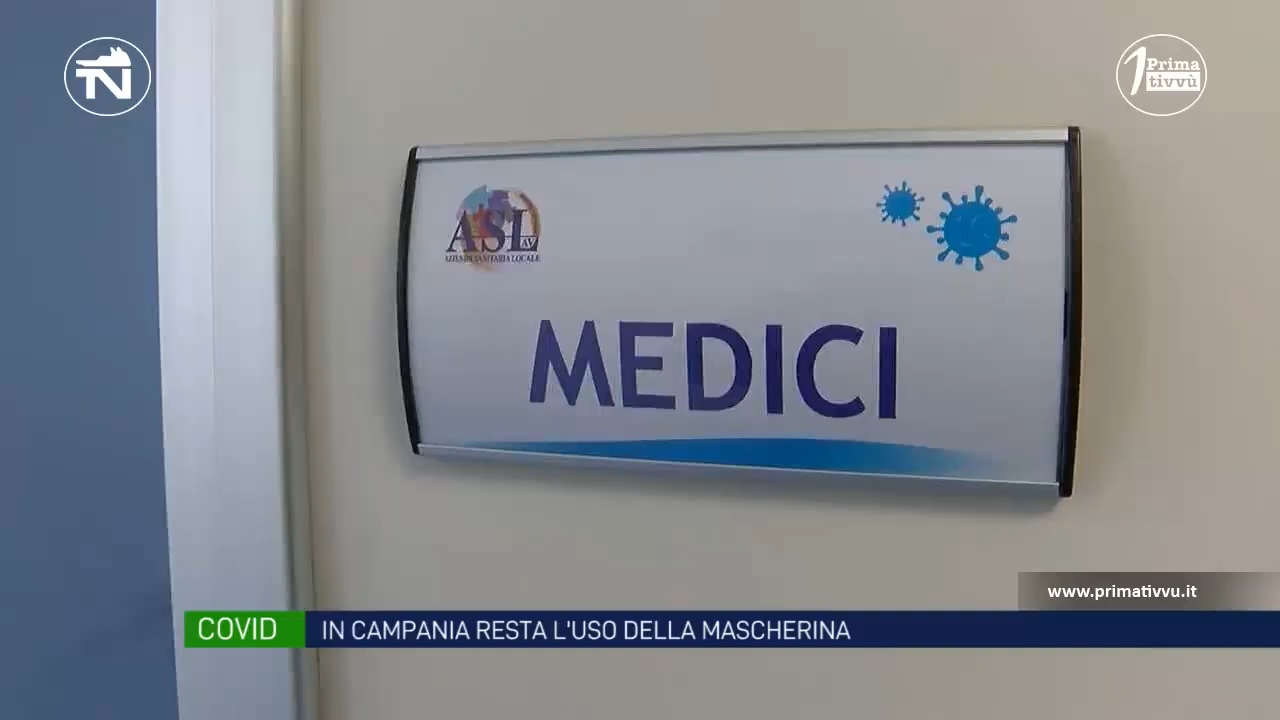 TN
1 Prima
tivvù
ASL
AV
AZIENDA SANITARIA LOCALE
MEDICI
www.primativvu.it
COVID IN CAMPANIA RESTA L'USO DELLA MASCHERINA